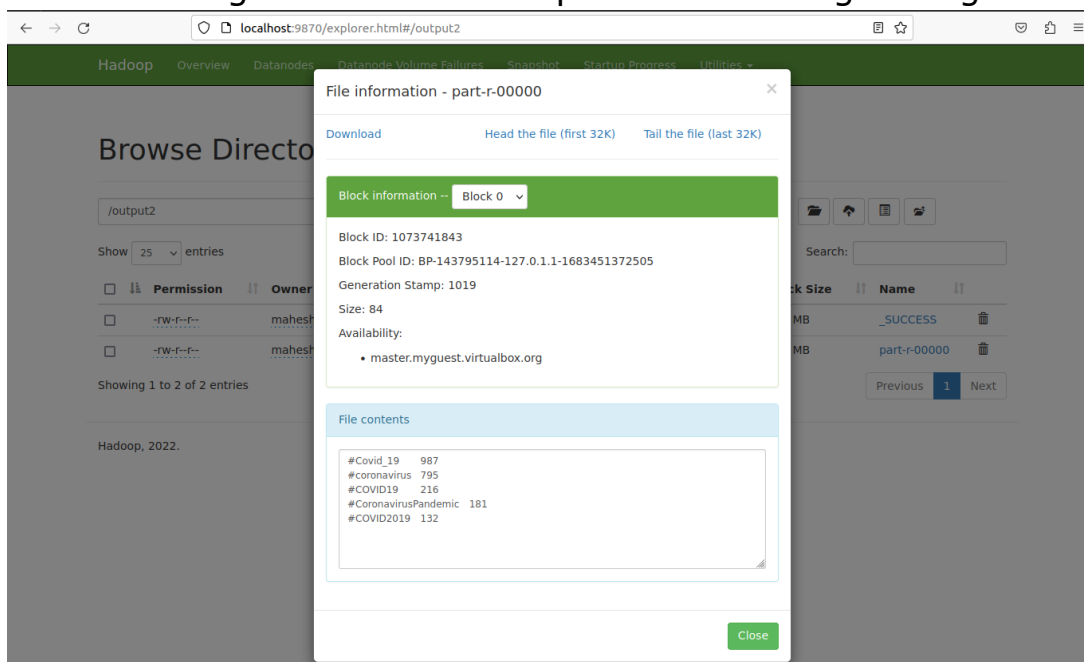 localhost:9870/explorer.html#/output2
Hadoop Overview Datanodes Datanode Volume Failures Snapshot Startup Progress Utilities
File information - part-r-00000 ×
Download Head the file (first 32K) Tail the file (last 32K)
Browse Directo
Block information -- Block 0
/output2
Block ID: 1073741843
Show 25 entries Search:
Block Pool ID: BP-143795114-127.0.1.1-1683451372505
Permission Owner ck Size Name
Generation Stamp: 1019
Size: 84
-rw-r--r-- mahesh MB _SUCCESS
Availability:
-rw-r--r-- mahesh MB part-r-00000
• master.myguest.virtualbox.org
Showing 1 to 2 of 2 entries Previous 1 Next
File contents
Hadoop, 2022.
#Covid_19 987
#coronavirus 795
#COVID19 216
#CoronavirusPandemic 181
#COVID2019 132
Close